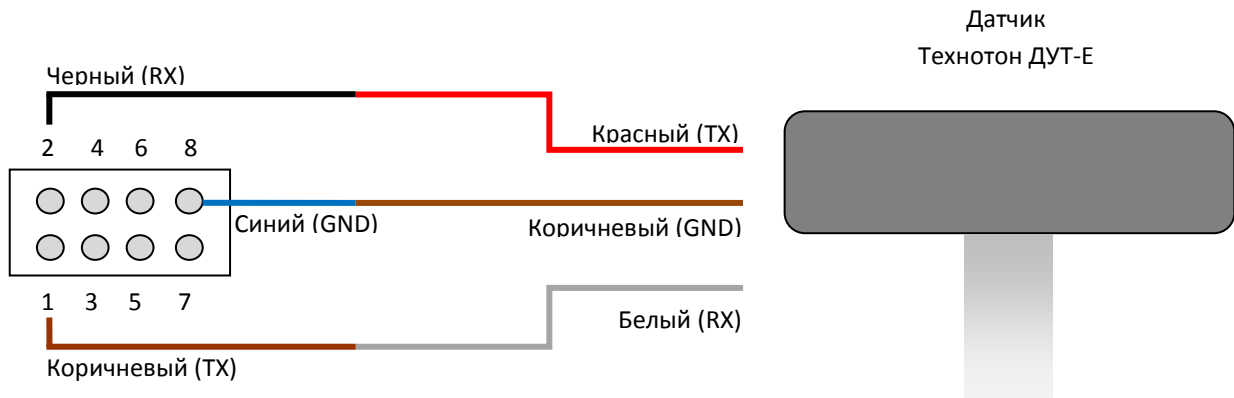 Датчик
Технотон ДУТ-Е
Черный (RX)
Красный (TX)
2 4 6 8
Синий (GND)
Коричневый (GND)
1 3 5 7
Белый (RX)
Коричневый (TX)